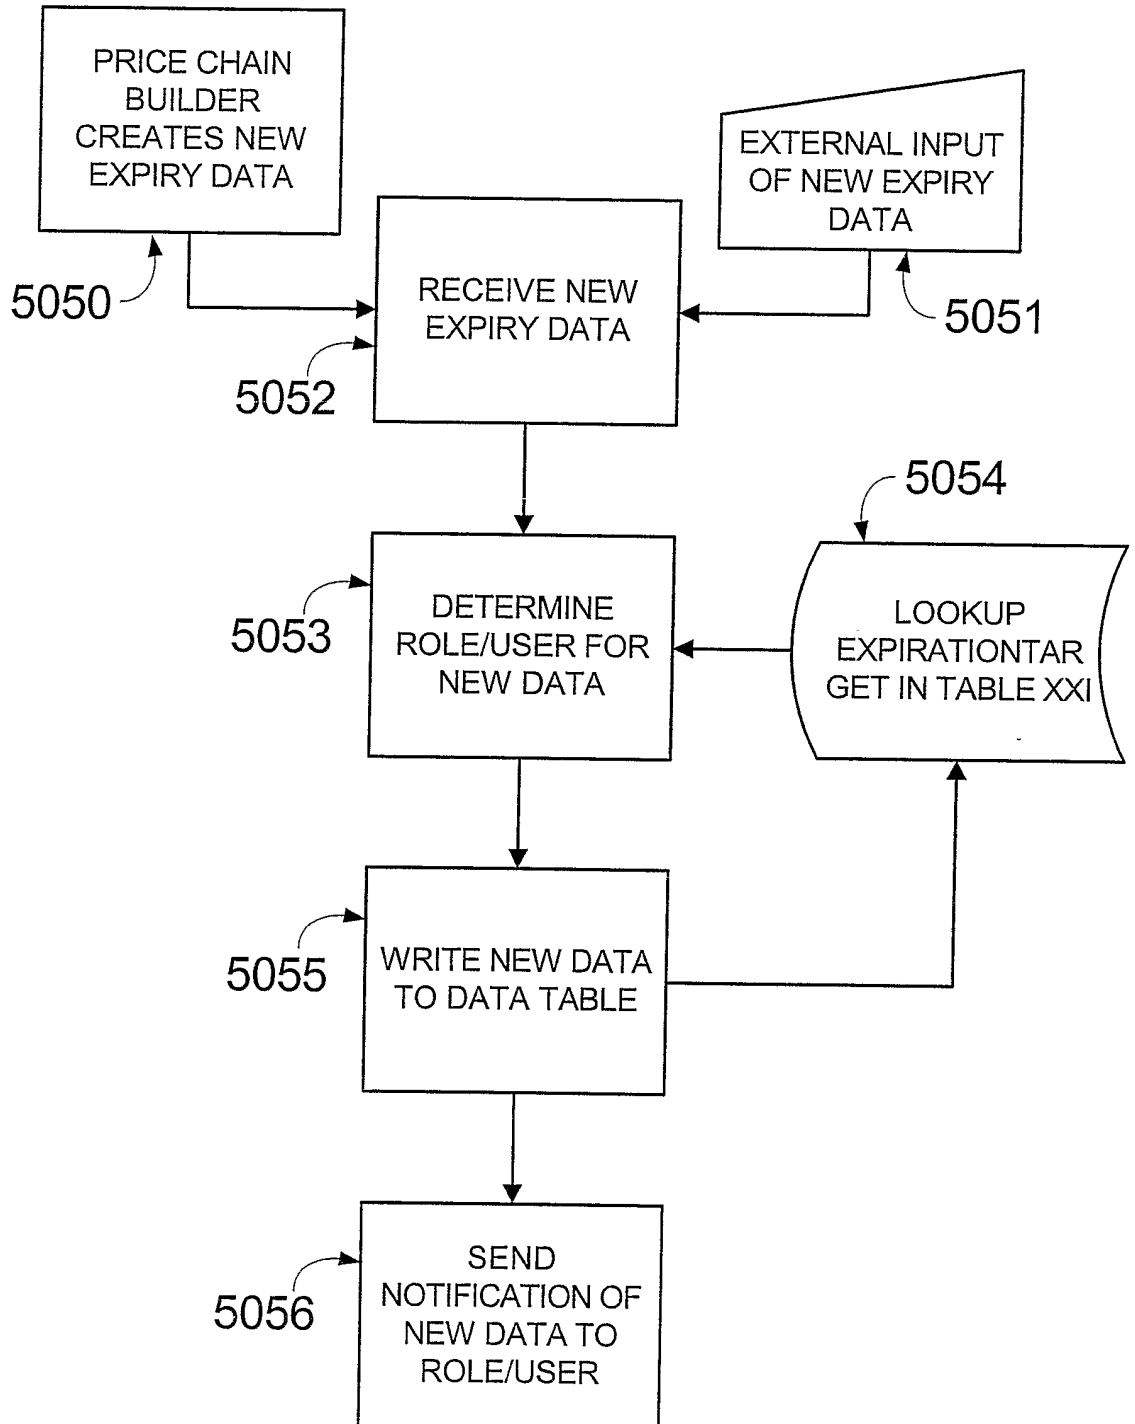 PRICE CHAIN
BUILDER
CREATES NEW
EXPIRY DATA
5050
EXTERNAL INPUT
OF NEW EXPIRY
DATA
5051
RECEIVE NEW
EXPIRY DATA
5052
5054
DETERMINE
ROLE/USER FOR
NEW DATA
5053
LOOKUP
EXPIRATIONTAR
GET IN TABLE XXI
WRITE NEW DATA
TO DATA TABLE
5055
SEND
NOTIFICATION OF
NEW DATA TO
ROLE/USER
5056